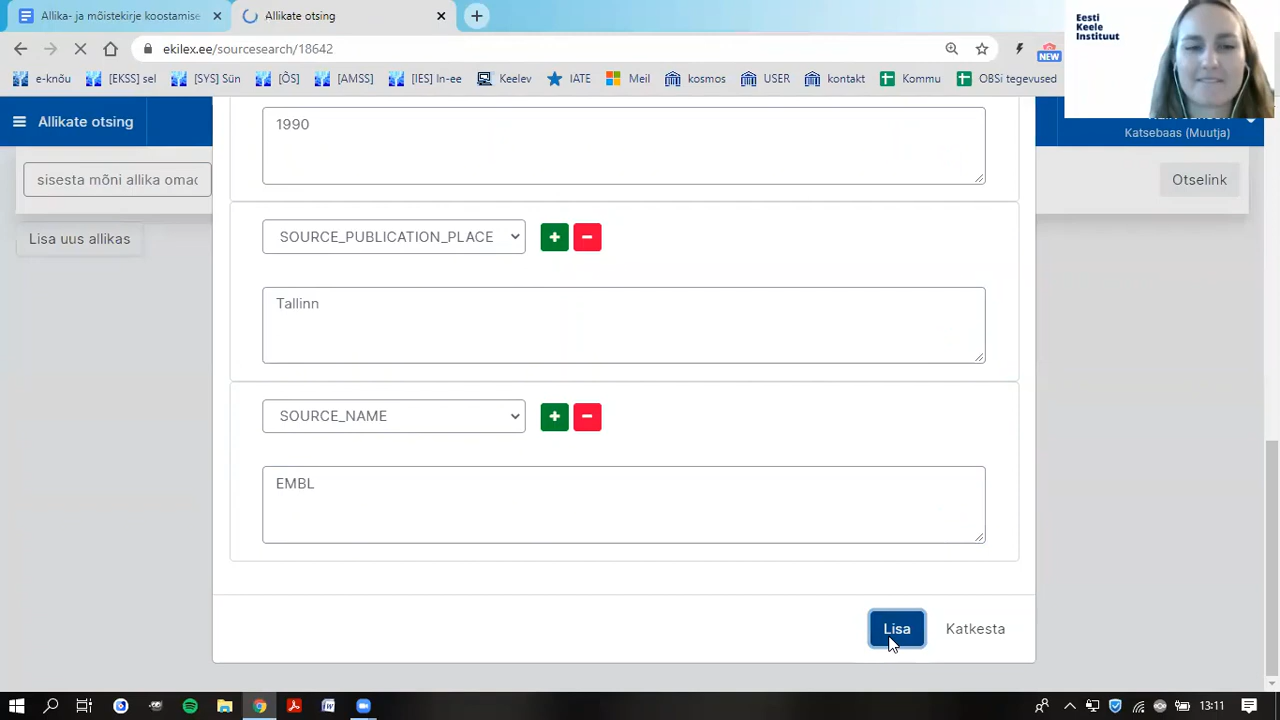 Allika- ja mõistekirje koostamise
Allikate otsing
ekilex.ee/sourcesearch/18642
e-knõu
[EKSS] sel
[SYS] Sün
[ÕS]
[AMSS]
[IES] In-ee
Keelev
IATE
Meil
kosmos
USER
kontakt
Kommu
OBSi tegevused
NEW
Eesti
Keele
Instituut
Allikate otsing
Katsebaas (Muutja)
sisesta mõni allika omad
Otselink
Lisa uus allikas
1990
SOURCE_PUBLICATION_PLACE
Tallinn
SOURCE_NAME
EMBL
Lisa
Katkesta
13:11